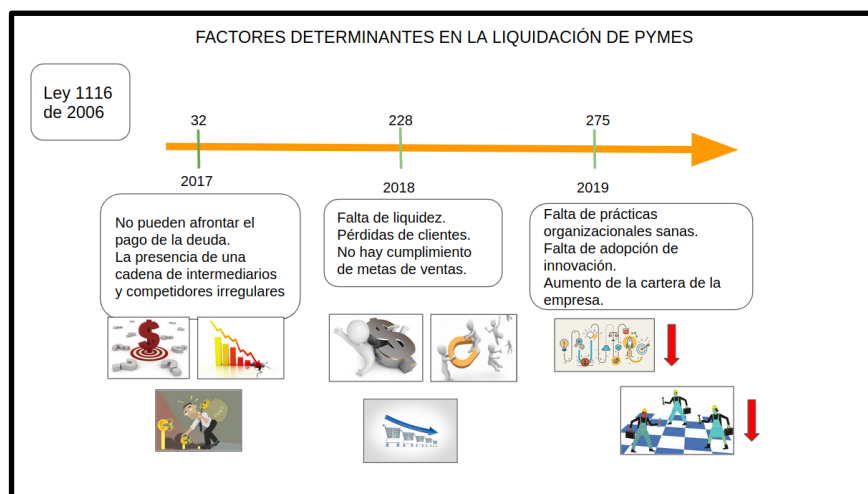 FACTORES DETERMINANTES EN LA LIQUIDACIÓN DE PYMES
Ley 1116
de 2006
32
228
275
2017
2018
2019
No pueden afrontar el
pago de la deuda.
La presencia de una
cadena de intermediarios
y competidores irregulares
Falta de liquidez.
Pérdidas de clientes.
No hay cumplimiento
de metas de ventas.
Falta de prácticas
organizacionales sanas.
Falta de adopción de
innovación.
Aumento de la cartera de la
empresa.